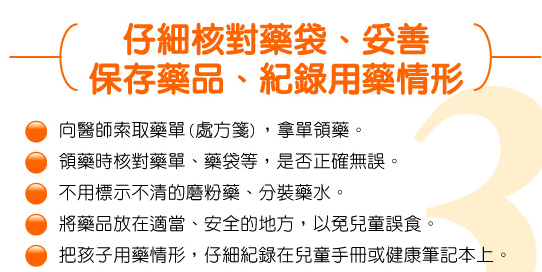 仔細核對藥袋、妥善
保存藥品、紀錄用藥情形
向醫師索取藥單(處方箋)，拿單領藥。
領藥時核對藥單、藥袋等，是否正確無誤。
不用標示不清的磨粉藥、分裝藥水。
將藥品放在適當、安全的地方，以免兒童誤食。
把孩子用藥情形，仔細紀錄在兒童手冊或健康筆記本上。
3